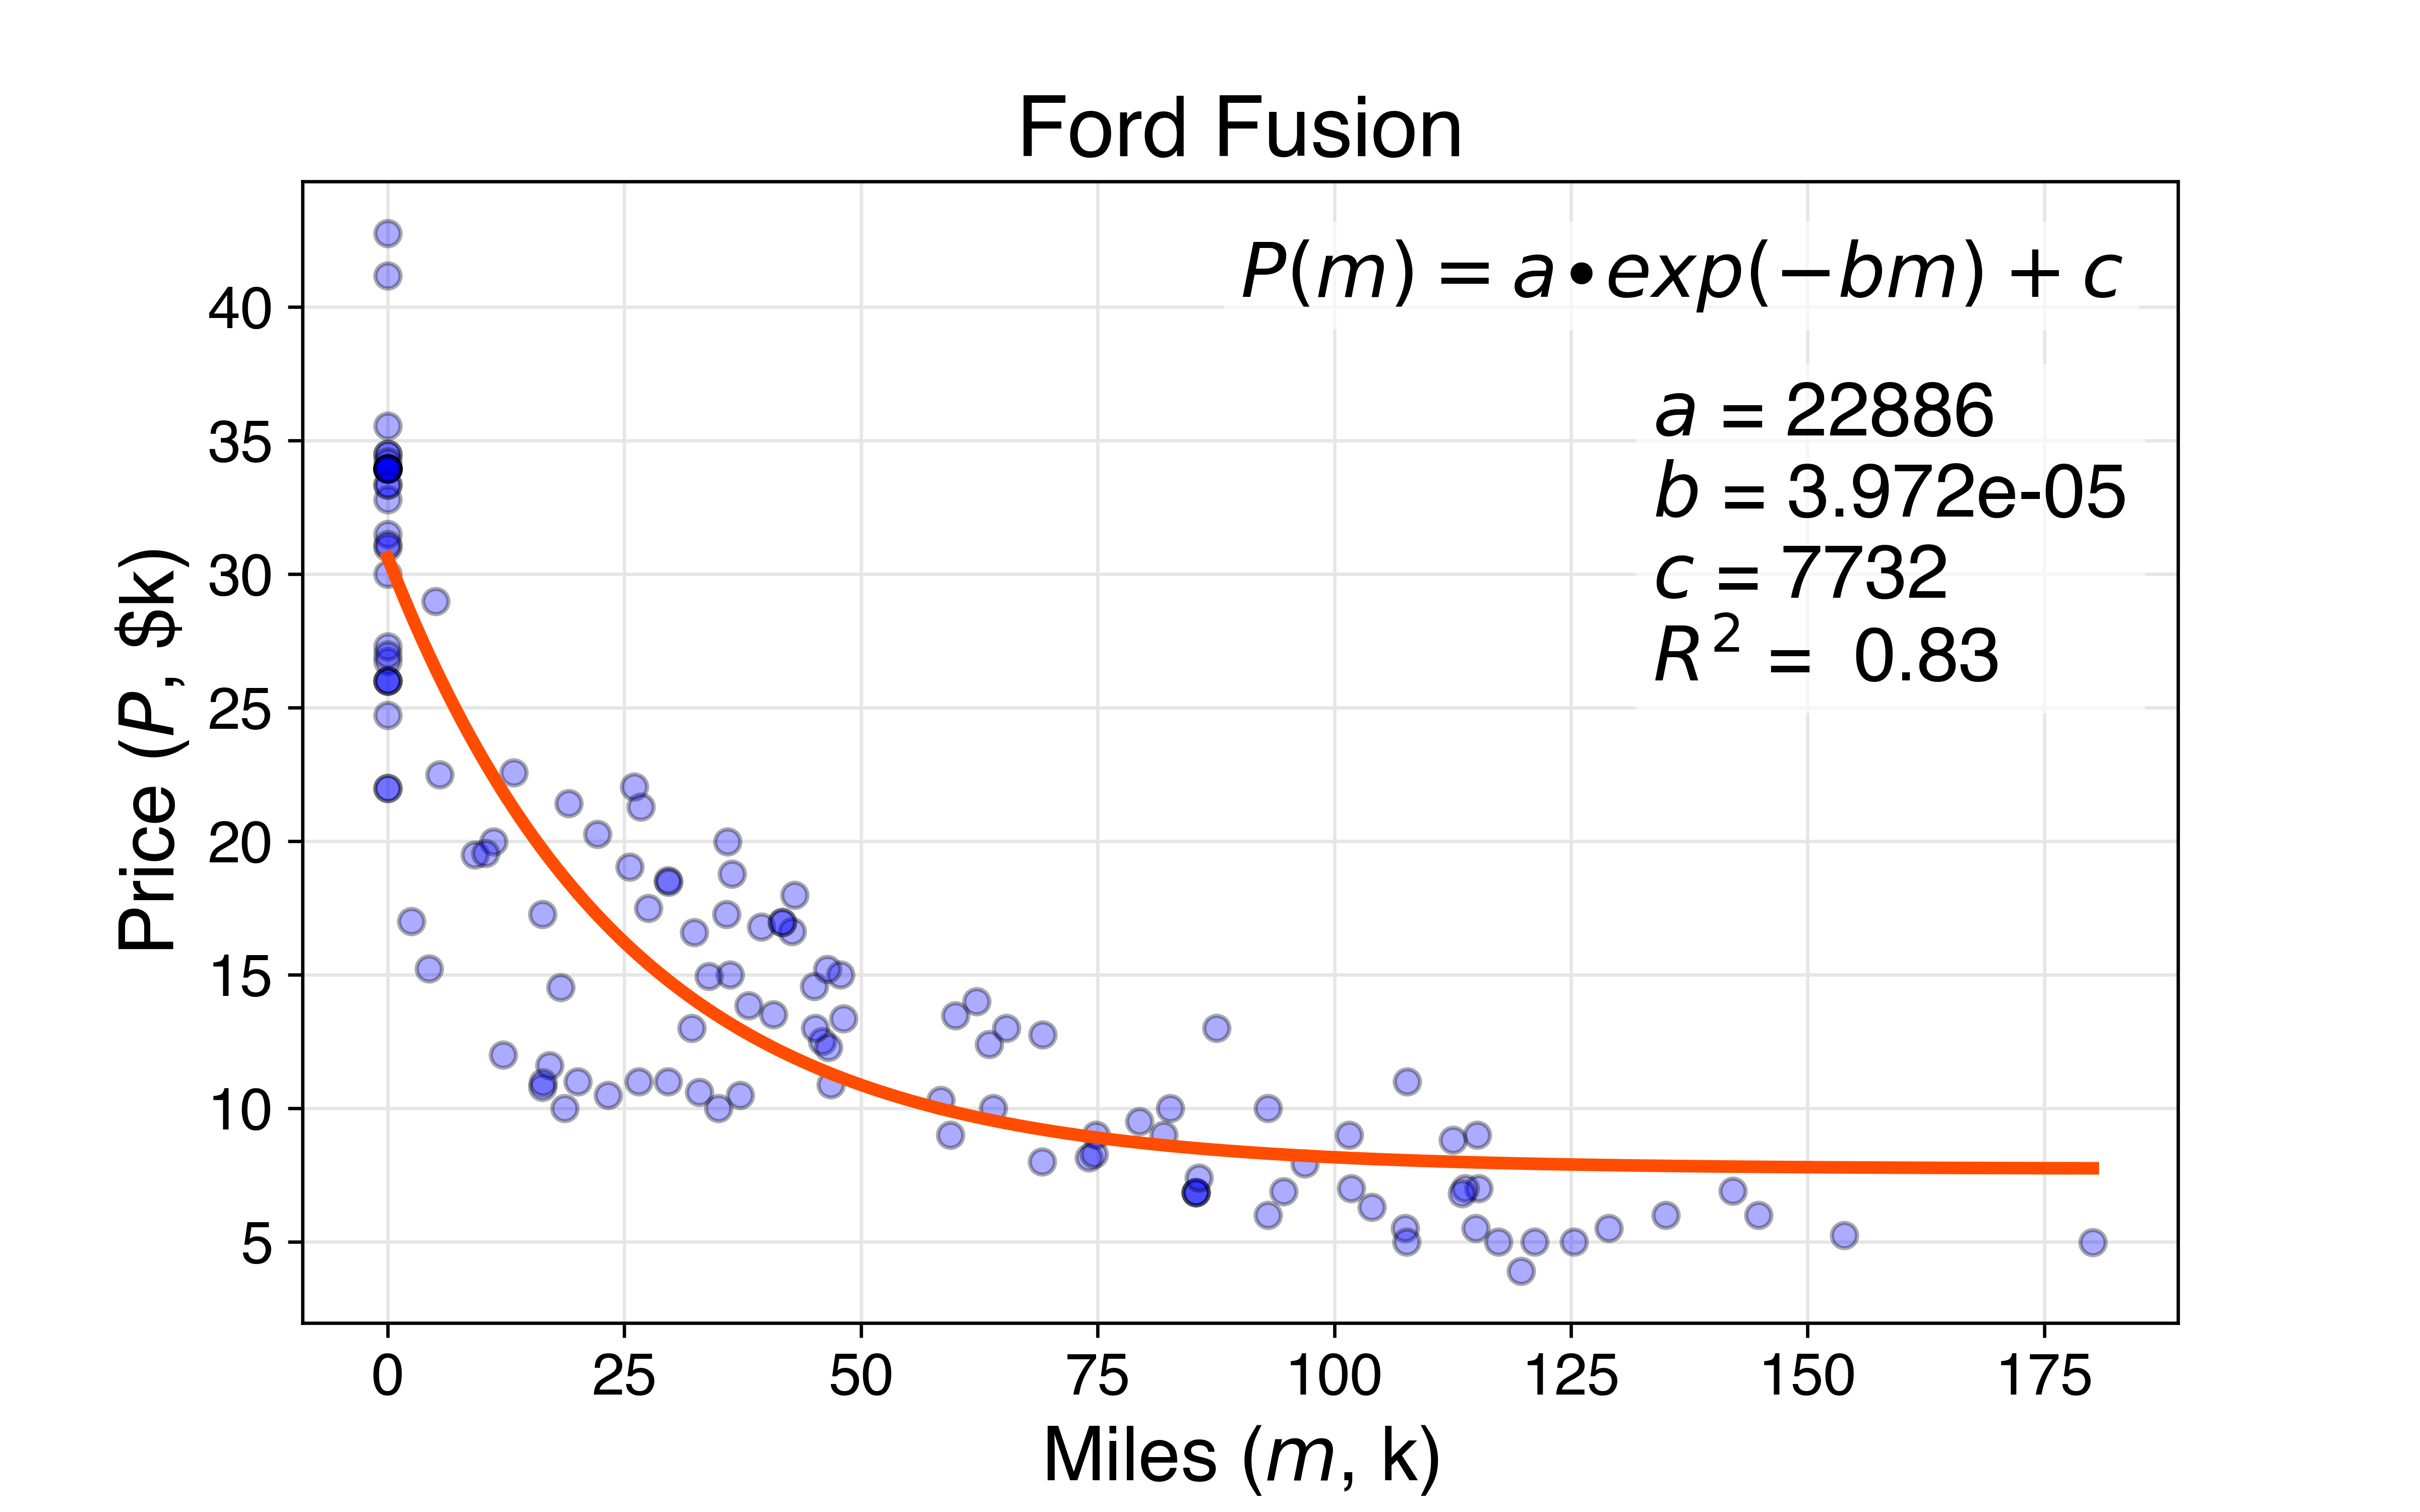 Ford Fusion
P(m) = a•exp(−bm) + c
a = 22886
b = 3.972e-05
c = 7732
R² = 0.83
Price (P, $k)
40
35
30
25
20
15
10
5
0 25 50 75 100 125 150 175
Miles (m, k)